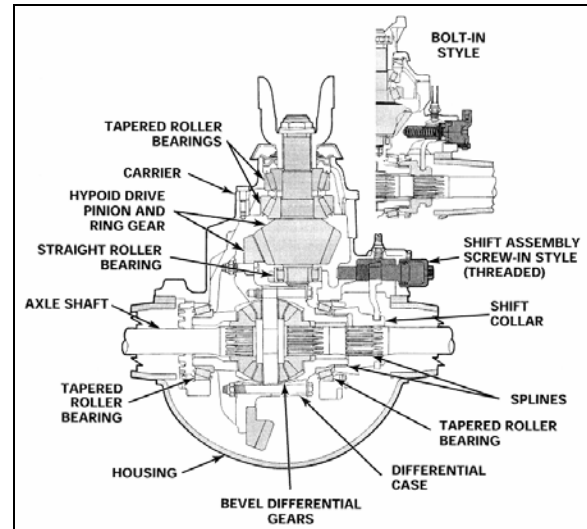 BOLT-IN
STYLE
TAPERED ROLLER
BEARINGS
CARRIER
HYPOID DRIVE
PINION AND
RING GEAR
STRAIGHT ROLLER
BEARING
SHIFT ASSEMBLY
SCREW-IN STYLE
(THREADED)
AXLE SHAFT
SHIFT
COLLAR
TAPERED
ROLLER
BEARING
SPLINES
TAPERED ROLLER
BEARING
HOUSING
DIFFERENTIAL
CASE
BEVEL DIFFERENTIAL
GEARS